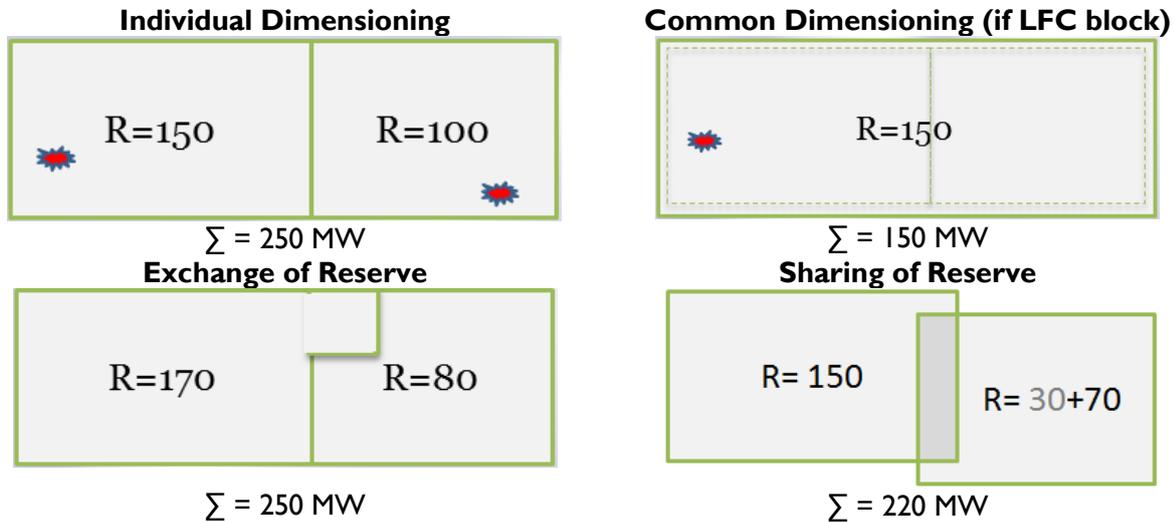 Individual Dimensioning
R=150
R=100
∑ = 250 MW
Common Dimensioning (if LFC block)
R=150
∑ = 150 MW
Exchange of Reserve
R=170
R=80
∑ = 250 MW
Sharing of Reserve
R= 150
R= 30+70
∑ = 220 MW